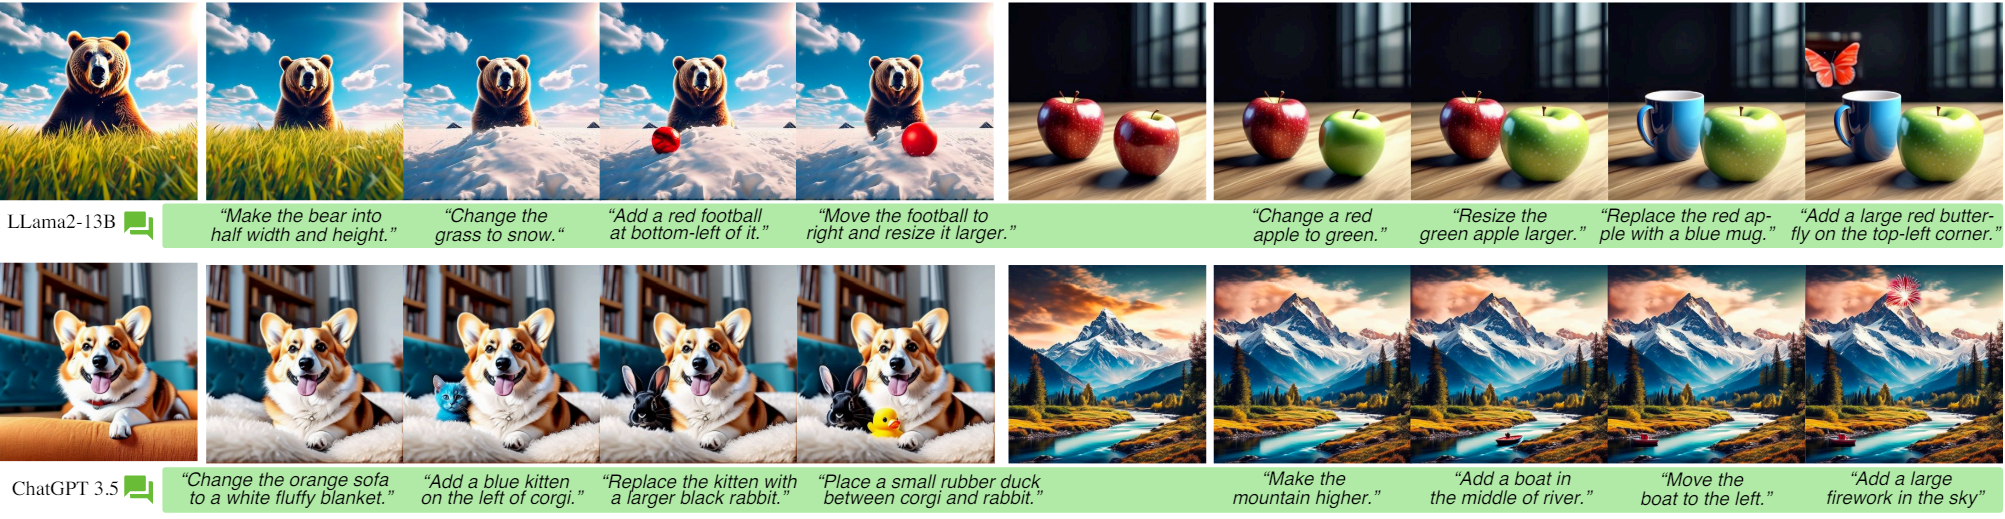 LLama2-13B
“Make the bear into
half width and height.”
“Change the
grass to snow.“
“Add a red football
at bottom-left of it.”
“Move the football to
right and resize it larger.”
“Change a red
apple to green.”
“Resize the
green apple larger.”
“Replace the red ap-
ple with a blue mug.”
“Add a large red butter-
fly on the top-left corner.”
ChatGPT 3.5
“Change the orange sofa
to a white fluffy blanket.”
“Add a blue kitten
on the left of corgi.”
“Replace the kitten with
a larger black rabbit.”
“Place a small rubber duck
between corgi and rabbit.”
“Make the
mountain higher.”
“Add a boat in
the middle of river.”
“Move the
boat to the left.”
“Add a large
firework in the sky”